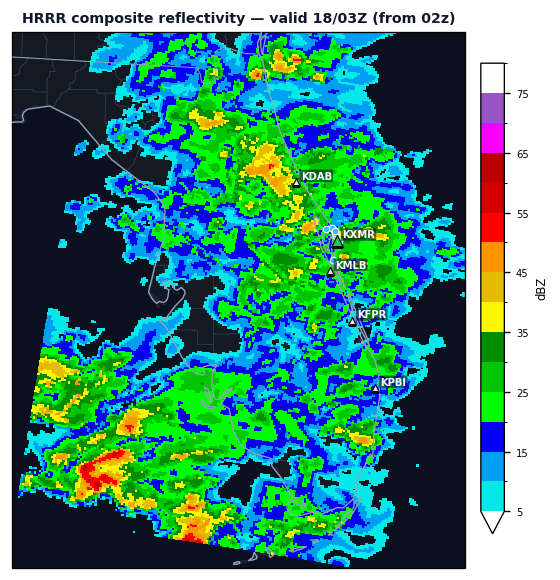 HRRR composite reflectivity — valid 18/03Z (from 02z)
KDAB
KXMR
KMLB
KFPR
KPBI
75
65
55
45
35
25
15
5
dBZ